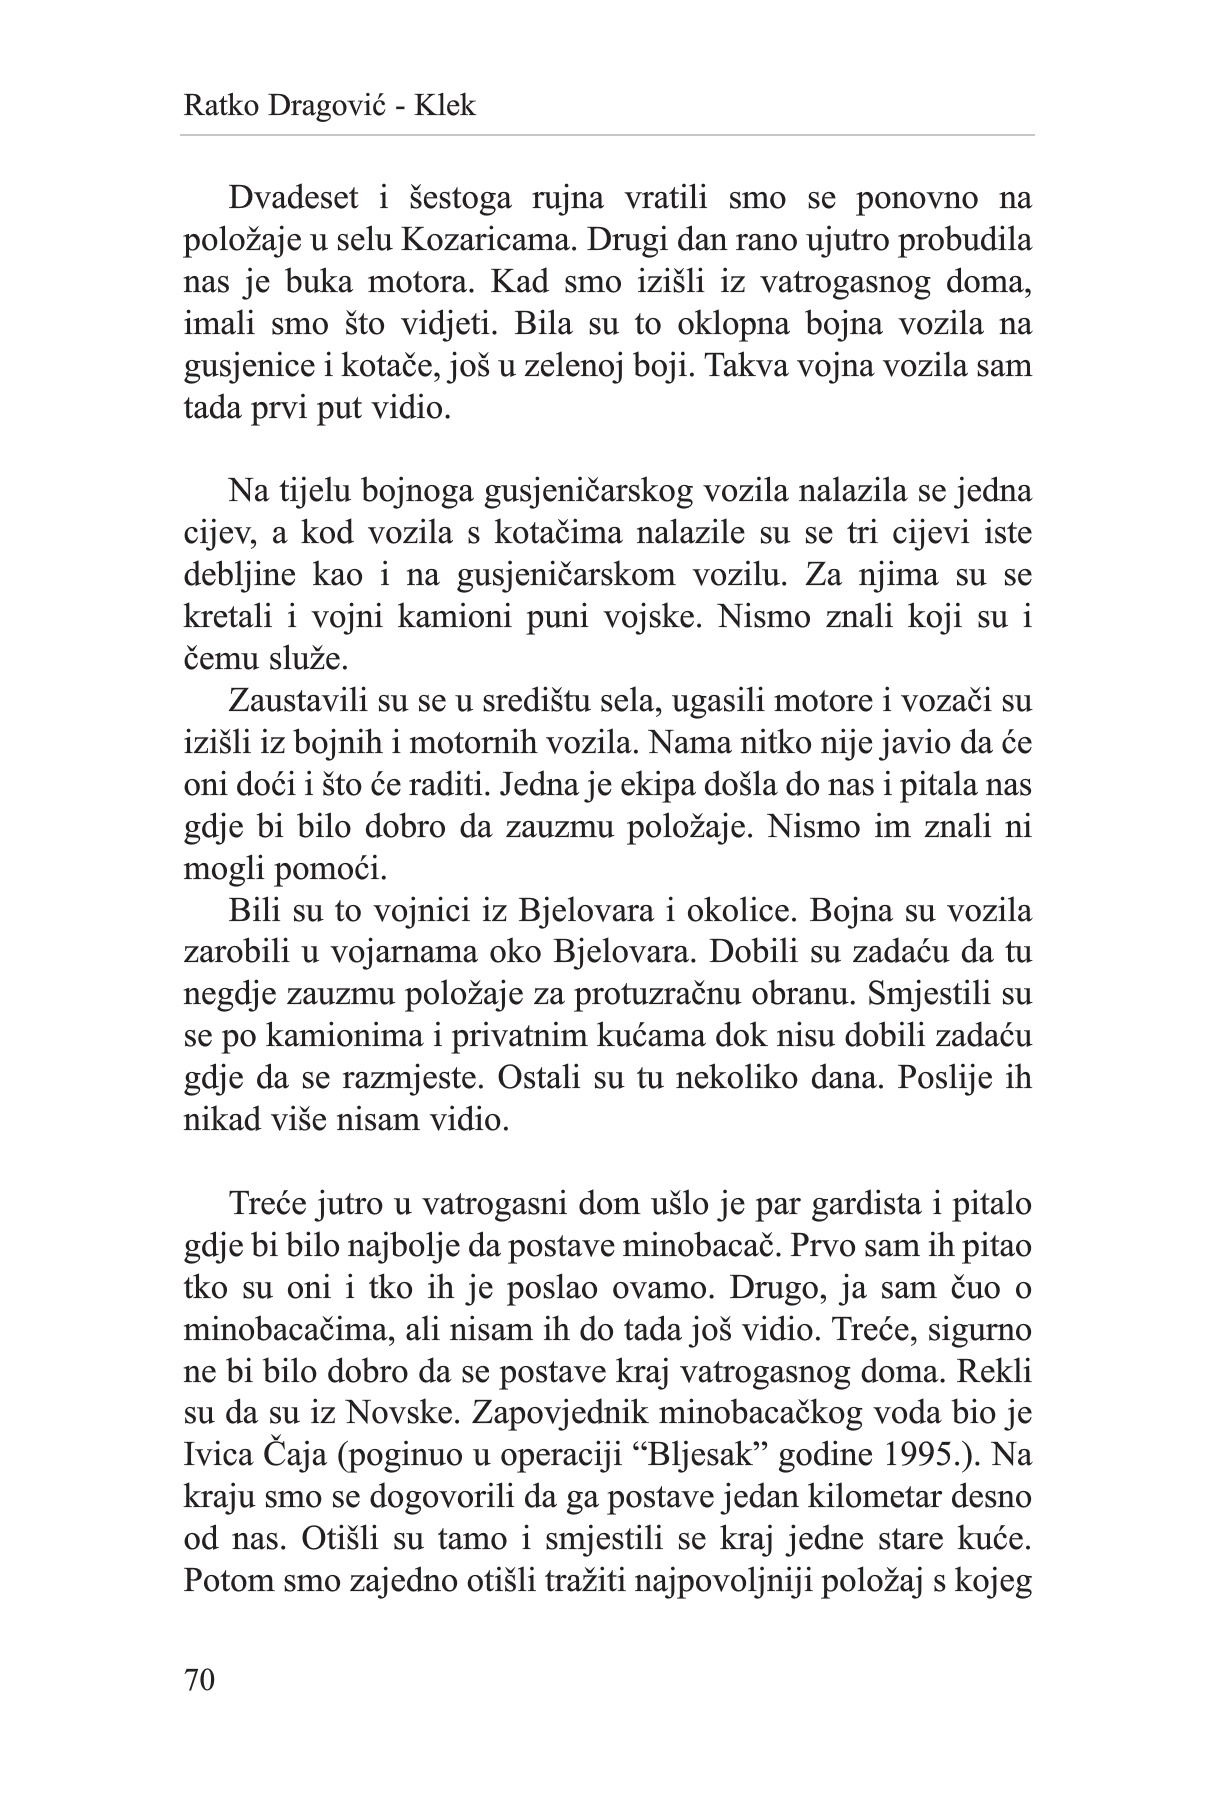 Ratko Dragović - Klek
Dvadeset i šestoga rujna vratili smo se ponovno na
položaje u selu Kozaricama. Drugi dan rano ujutro probudila
nas je buka motora. Kad smo izišli iz vatrogasnog doma,
imali smo što vidjeti. Bila su to oklopna bojna vozila na
gusjenice i kotače, još u zelenoj boji. Takva vojna vozila sam
tada prvi put vidio.
Na tijelu bojnoga gusjeničarskog vozila nalazila se jedna
cijev, a kod vozila s kotačima nalazile su se tri cijevi iste
debljine kao i na gusjeničarskom vozilu. Za njima su se
kretali i vojni kamioni puni vojske. Nismo znali koji su i
čemu služe.
Zaustavili su se u središtu sela, ugasili motore i vozači su
izišli iz bojnih i motornih vozila. Nama nitko nije javio da će
oni doći i što će raditi. Jedna je ekipa došla do nas i pitala nas
gdje bi bilo dobro da zauzmu položaje. Nismo im znali ni
mogli pomoći.
Bili su to vojnici iz Bjelovara i okolice. Bojna su vozila
zarobili u vojarnama oko Bjelovara. Dobili su zadaću da tu
negdje zauzmu položaje za protuzračnu obranu. Smjestili su
se po kamionima i privatnim kućama dok nisu dobili zadaću
gdje da se razmjeste. Ostali su tu nekoliko dana. Poslije ih
nikad više nisam vidio.
Treće jutro u vatrogasni dom ušlo je par gardista i pitalo
gdje bi bilo najbolje da postave minobacač. Prvo sam ih pitao
tko su oni i tko ih je poslao ovamo. Drugo, ja sam čuo o
minobacačima, ali nisam ih do tada još vidio. Treće, sigurno
ne bi bilo dobro da se postave kraj vatrogasnog doma. Rekli
su da su iz Novske. Zapovjednik minobacačkog voda bio je
Ivica Čaja (poginuo u operaciji “Bljesak” godine 1995.). Na
kraju smo se dogovorili da ga postave jedan kilometar desno
od nas. Otišli su tamo i smjestili se kraj jedne stare kuće.
Potom smo zajedno otišli tražiti najpovoljniji položaj s kojeg
70